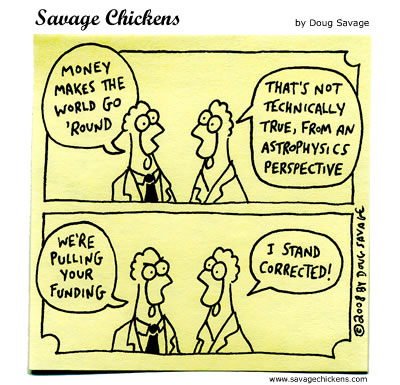 Savage Chickens
by Doug Savage
MONEY
MAKES THE
WORLD GO
'ROUND
THAT'S NOT
TECHNICALLY
TRUE, FROM AN
ASTROPHYSICS
PERSPECTIVE
WE'RE
PULLING
YOUR
FUNDING
I STAND
CORRECTED!
©2008 BY DOUG SAVAGE
www.savagechickens.com